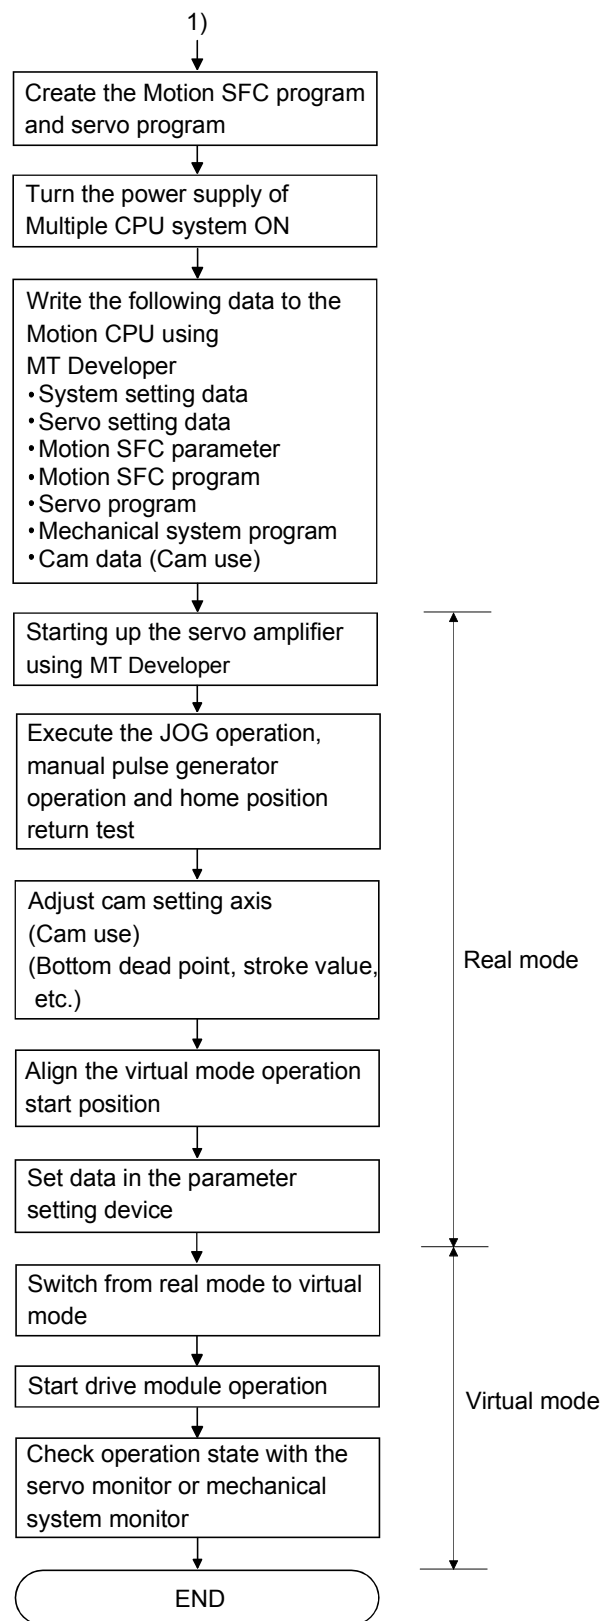 1)
Create the Motion SFC program
and servo program
Turn the power supply of
Multiple CPU system ON
Write the following data to the
Motion CPU using
MT Developer
•System setting data
•Servo setting data
•Motion SFC parameter
•Motion SFC program
•Servo program
•Mechanical system program
•Cam data (Cam use)
Starting up the servo amplifier
using MT Developer
Execute the JOG operation,
manual pulse generator
operation and home position
return test
Adjust cam setting axis
(Cam use)
(Bottom dead point, stroke value,
etc.)
Real mode
Align the virtual mode operation
start position
Set data in the parameter
setting device
Switch from real mode to virtual
mode
Start drive module operation
Virtual mode
Check operation state with the
servo monitor or mechanical
system monitor
END